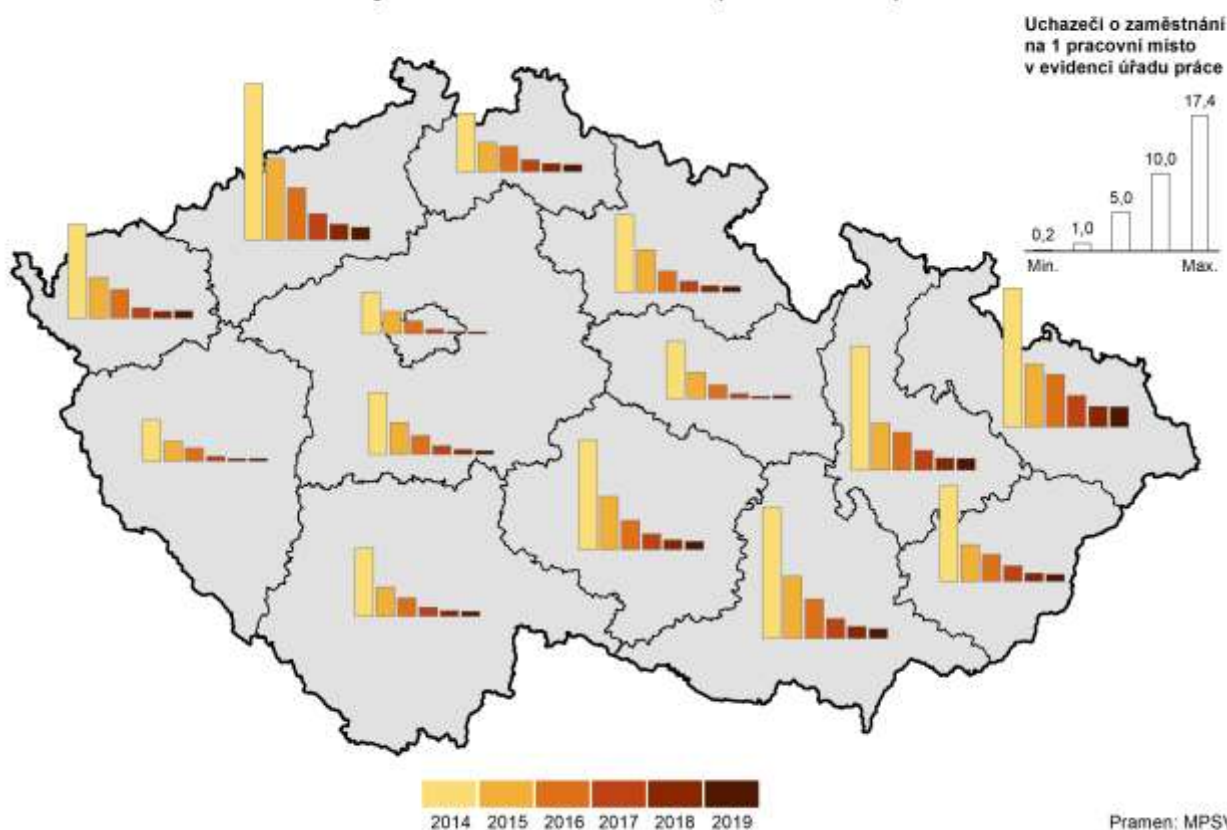 Uchazeči o zaměstnání
na 1 pracovní místo
v evidenci úřadu práce
17,4
10,0
5,0
1,0
0,2
Min.
Max.
2014 2015 2016 2017 2018 2019
Pramen: MPSV